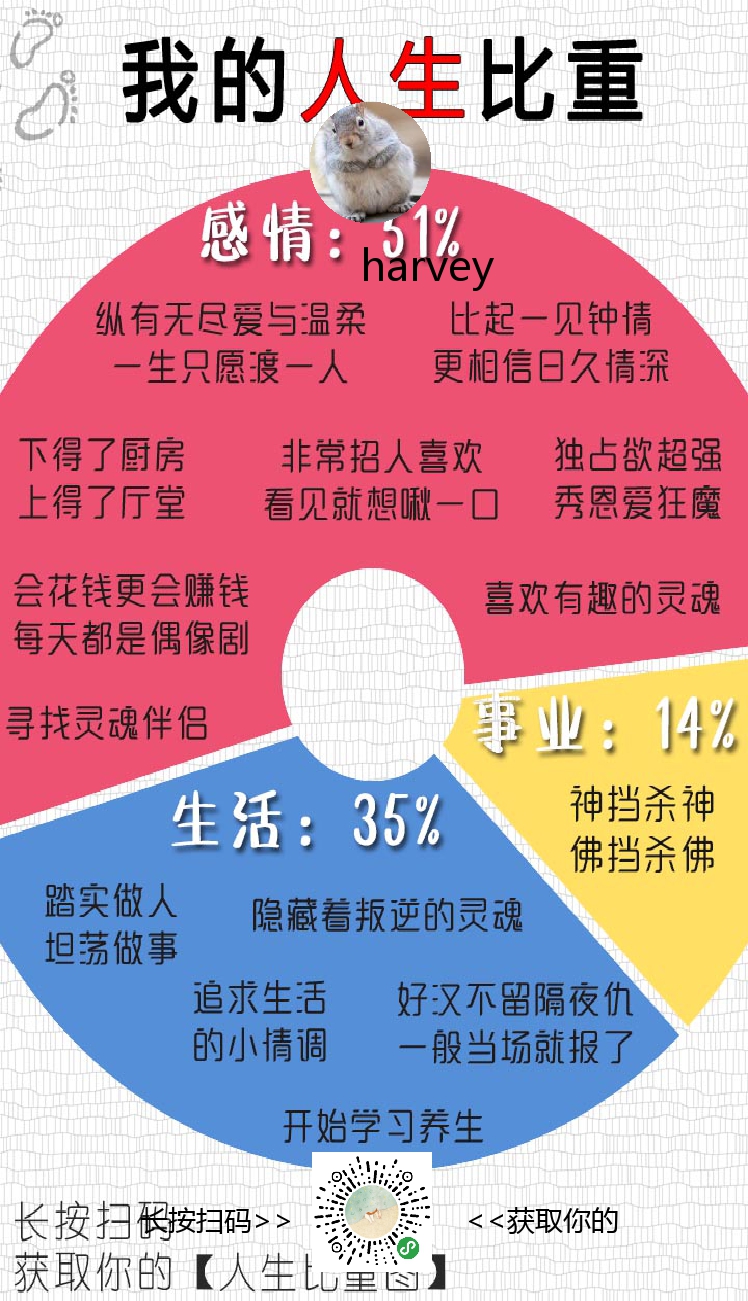 我的人生比重
感情：51%
harvey
纵有无尽爱与温柔
一生只愿渡一人
比起一见钟情
更相信日久情深
下得了厨房
上得了厅堂
非常招人喜欢
看见就想啾一口
独占欲超强
秀恩爱狂魔
会花钱更会赚钱
每天都是偶像剧
喜欢有趣的灵魂
寻找灵魂伴侣
事业：14%
神挡杀神
佛挡杀佛
生活：35%
踏实做人
坦荡做事
隐藏着叛逆的灵魂
追求生活
的小情调
好汉不留隔夜仇
一般当场就报了
开始学习养生
长按扫码
获取你的【人生比重图】
长按扫码>>
<<获取你的